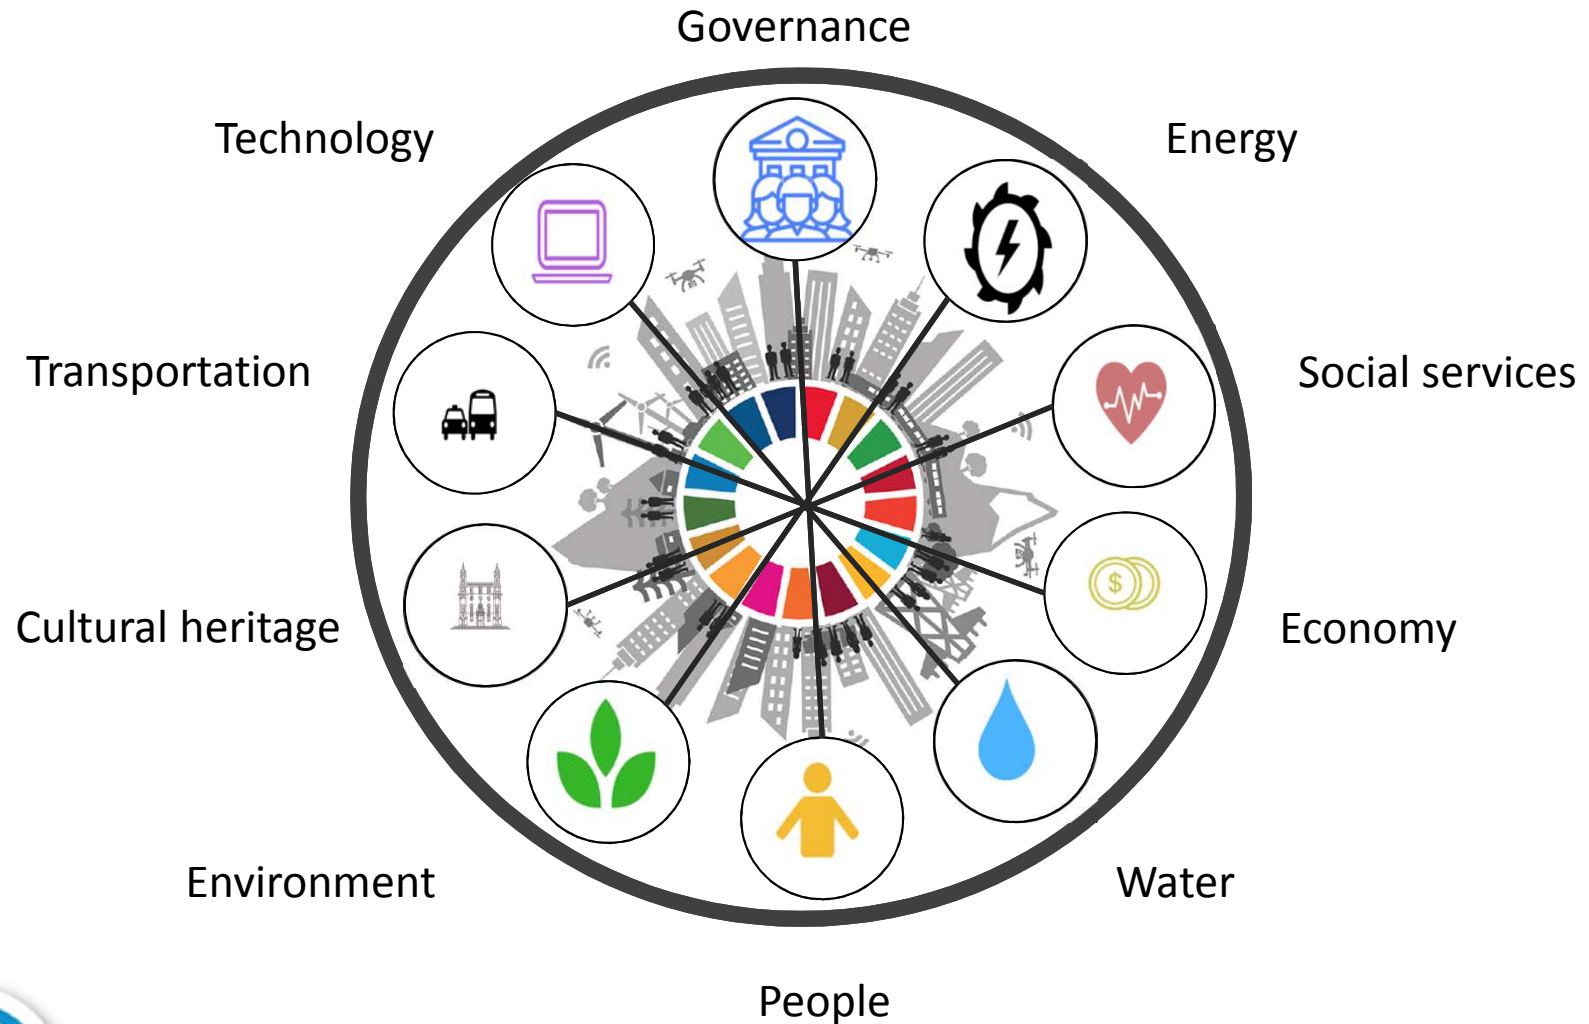 Governance
Technology
Energy
Transportation
Social services
$
Cultural heritage
Economy
Environment
Water
People